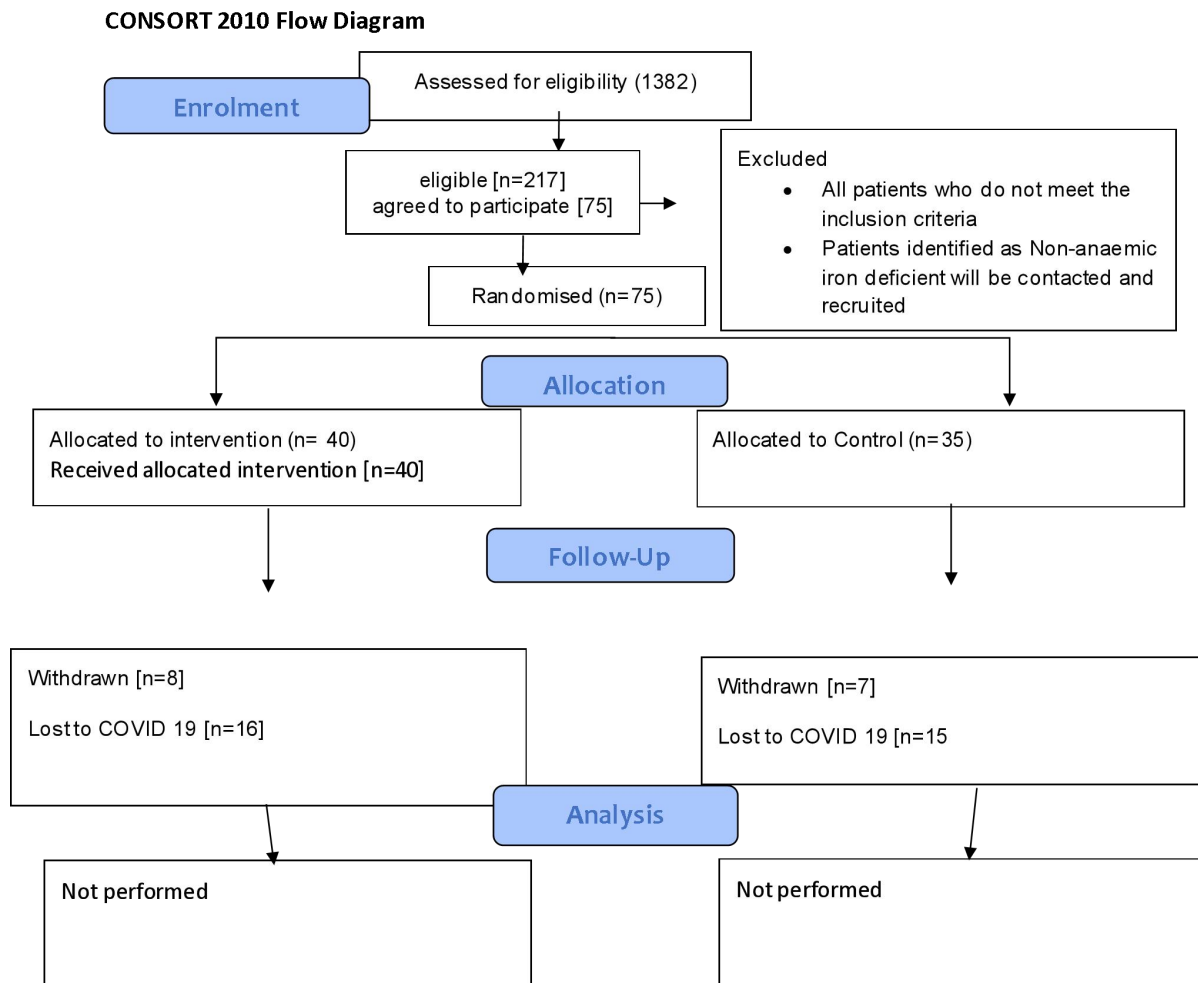 CONSORT 2010 Flow Diagram
Assessed for eligibility (1382)
Enrolment
eligible [n=217]
agreed to participate [75]
Excluded
• All patients who do not meet the
inclusion criteria
• Patients identified as Non-anaemic
iron deficient will be contacted and
recruited
Randomised (n=75)
Allocation
Allocated to intervention (n= 40)
Received allocated intervention [n=40]
Allocated to Control (n=35)
Follow-Up
Withdrawn [n=8]
Lost to COVID 19 [n=16]
Withdrawn [n=7]
Lost to COVID 19 [n=15
Analysis
Not performed
Not performed